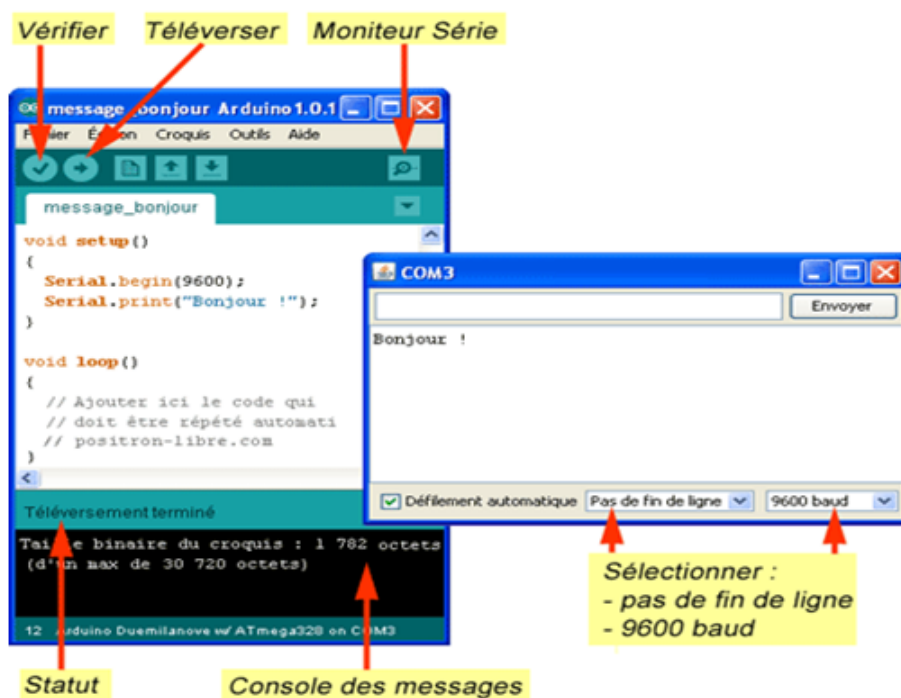 Vérifier
Téléverser
Moniteur Série
message_bonjour Arduino 1.0.1
Édition Croquis Outils Aide
message_bonjour
void setup()
{
Serial.begin(9600);
Serial.print("Bonjour !");
}
void loop()
{
// Ajouter ici le code qui
// doit être répété automati
// positron-libre.com
}
Téléversement terminé
Taille binaire du croquis : 1 782 octets
(d'un max de 30 720 octets)
12 Arduino Duemilanove w/ ATmega328 on COM3
COM3
Envoyer
Bonjour !
Défilement automatique
Pas de fin de ligne
9600 baud
Sélectionner :
- pas de fin de ligne
- 9600 baud
Statut
Console des messages